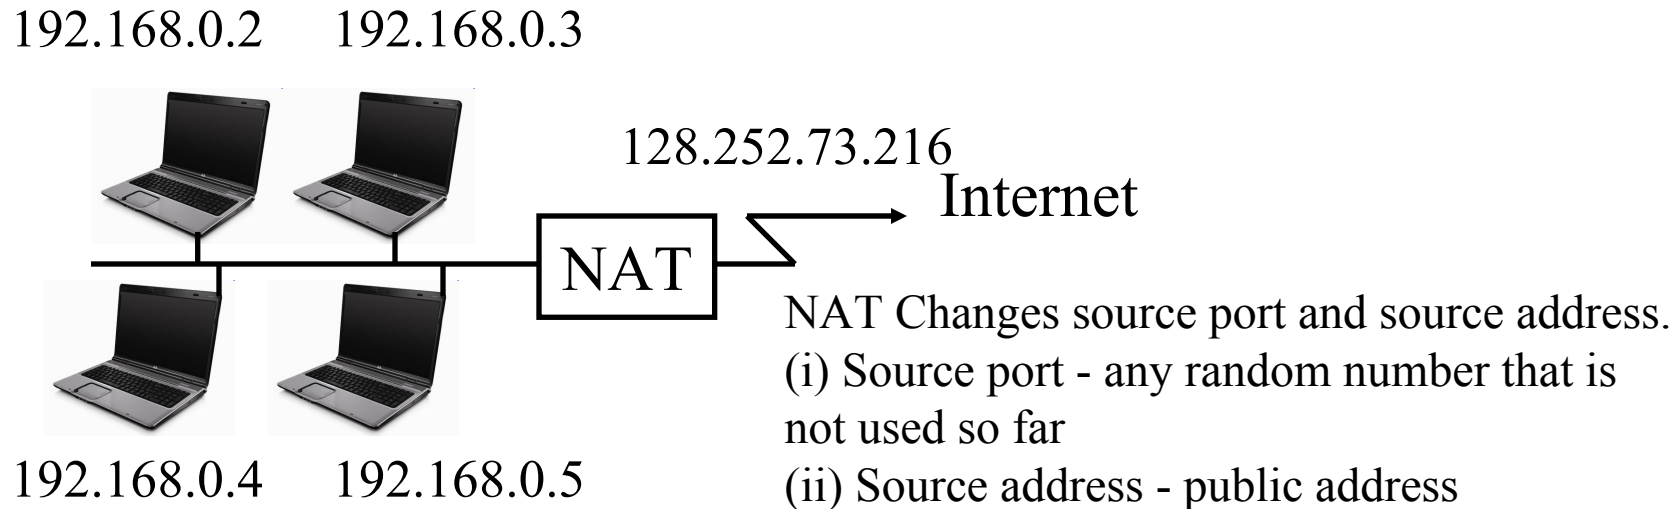 192.168.0.2 192.168.0.3
128.252.73.216
Internet
NAT
NAT Changes source port and source address.
(i) Source port - any random number that is
not used so far
(ii) Source address - public address
192.168.0.4 192.168.0.5